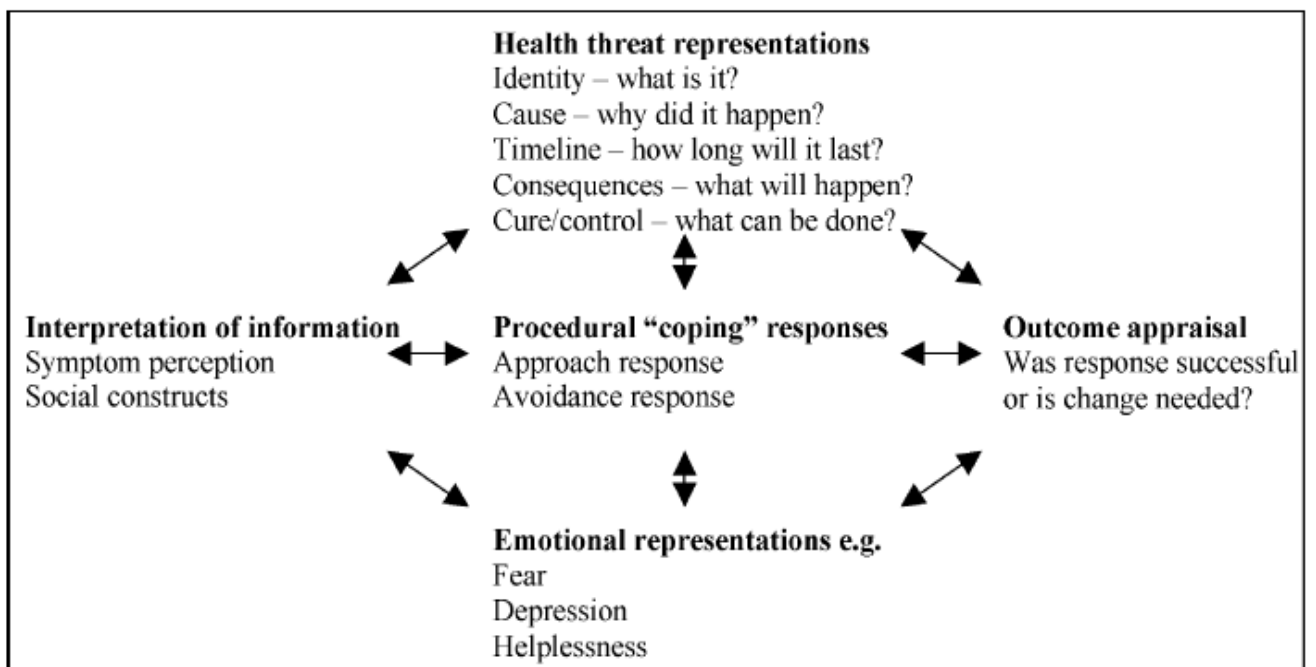 Health threat representations
Identity – what is it?
Cause – why did it happen?
Timeline – how long will it last?
Consequences – what will happen?
Cure/control – what can be done?
Interpretation of information
Symptom perception
Social constructs
Procedural “coping” responses
Approach response
Avoidance response
Outcome appraisal
Was response successful
or is change needed?
Emotional representations e.g.
Fear
Depression
Helplessness